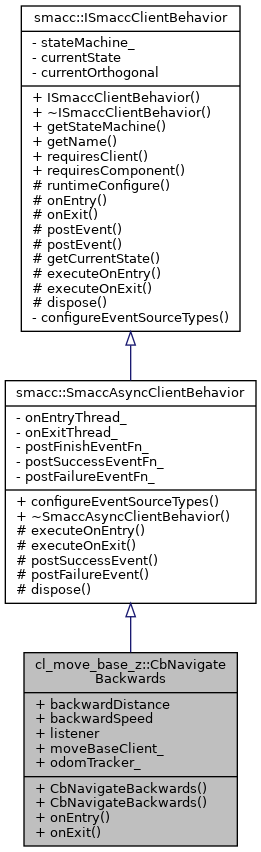 smacc::ISmaccClientBehavior
- stateMachine_
- currentState
- currentOrthogonal
+ ISmaccClientBehavior()
+ ~ISmaccClientBehavior()
+ getStateMachine()
+ getName()
+ requiresClient()
+ requiresComponent()
# runtimeConfigure()
# onEntry()
# onExit()
# postEvent()
# postEvent()
# getCurrentState()
# executeOnEntry()
# executeOnExit()
# dispose()
- configureEventSourceTypes()
smacc::SmaccAsyncClientBehavior
- onEntryThread_
- onExitThread_
- postFinishEventFn_
- postSuccessEventFn_
- postFailureEventFn_
+ configureEventSourceTypes()
+ ~SmaccAsyncClientBehavior()
# executeOnEntry()
# executeOnExit()
# postSuccessEvent()
# postFailureEvent()
# dispose()
cl_move_base_z::CbNavigate
Backwards
+ backwardDistance
+ backwardSpeed
+ listener
+ moveBaseClient_
+ odomTracker_
+ CbNavigateBackwards()
+ CbNavigateBackwards()
+ onEntry()
+ onExit()